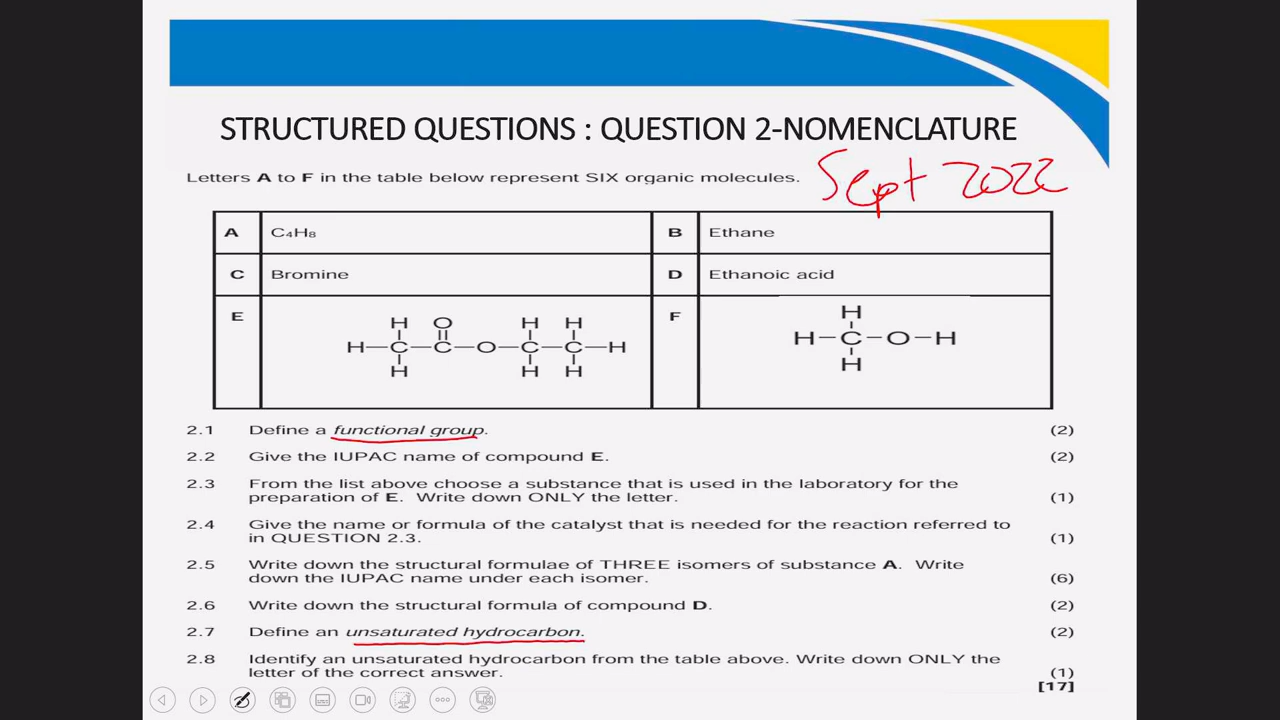 STRUCTURED QUESTIONS : QUESTION 2-NOMENCLATURE
Sept 2022
Letters A to F in the table below represent SIX organic molecules.
A C₄H₈ B Ethane
C Bromine D Ethanoic acid
E F
H O H H
H–C–C–O–C–C–H
H H H
H
H–C–O–H
H
2.1 Define a functional group. (2)
2.2 Give the IUPAC name of compound E. (2)
2.3 From the list above choose a substance that is used in the laboratory for the
preparation of E. Write down ONLY the letter. (1)
2.4 Give the name or formula of the catalyst that is needed for the reaction referred to
in QUESTION 2.3. (1)
2.5 Write down the structural formulae of THREE isomers of substance A. Write
down the IUPAC name under each isomer. (6)
2.6 Write down the structural formula of compound D. (2)
2.7 Define an unsaturated hydrocarbon. (2)
2.8 Identify an unsaturated hydrocarbon from the table above. Write down ONLY the
letter of the correct answer. (1)
[17]